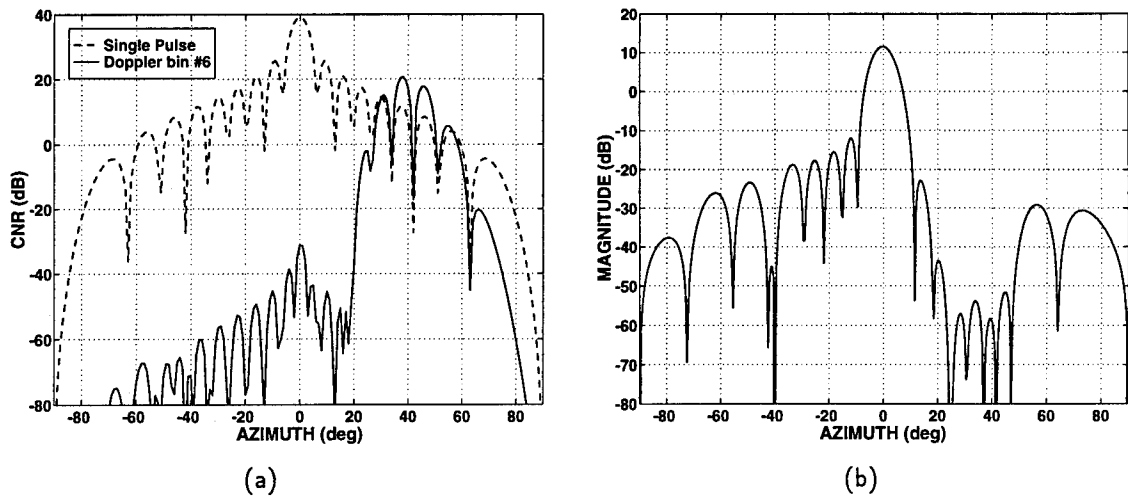 40
20
0
-20
-40
-60
-80
CNR (dB)
Single Pulse
Doppler bin #6
-80 -60 -40 -20 0 20 40 60 80
AZIMUTH (deg)
(a)
20
10
0
-10
-20
-30
-40
-50
-60
-70
-80
MAGNITUDE (dB)
-80 -60 -40 -20 0 20 40 60 80
AZIMUTH (deg)
(b)